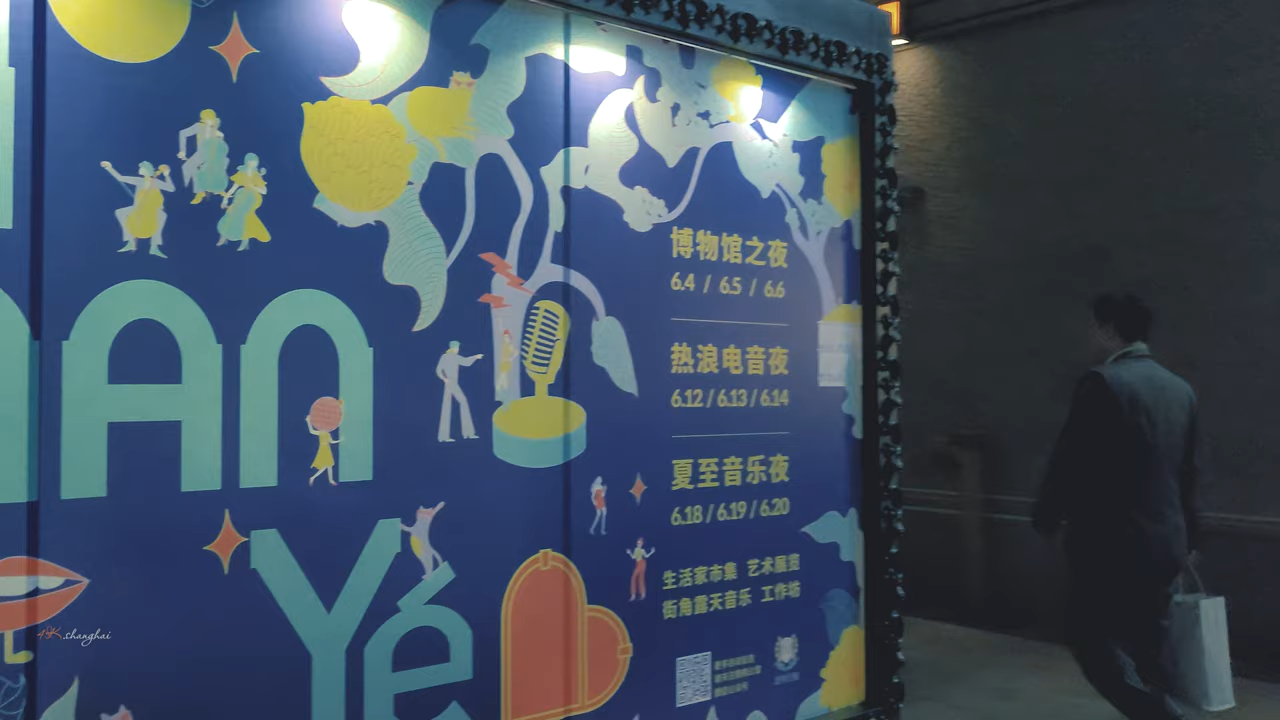 an
Yé
博物馆之夜
6.4 / 6.5 / 6.6
热浪电音夜
6.12 / 6.13 / 6.14
夏至音乐夜
6.18 / 6.19 / 6.20
生活家市集 艺术展览
街角露天音乐 工作坊
48K.shanghai